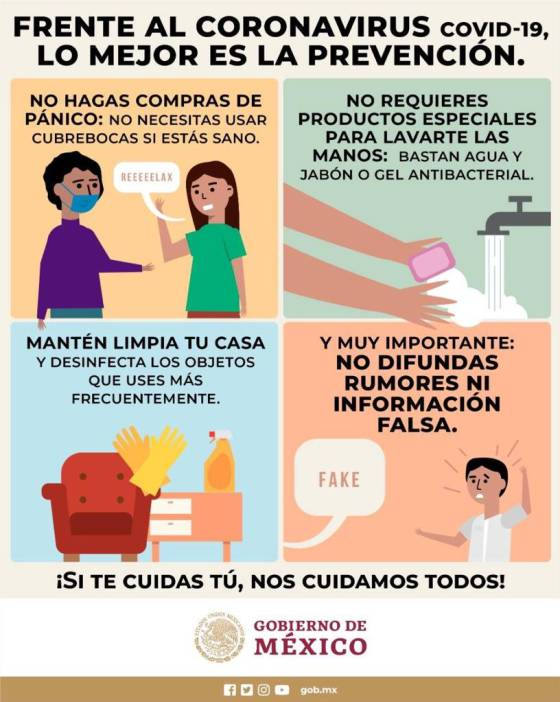 FRENTE AL CORONAVIRUS COVID-19,
LO MEJOR ES LA PREVENCIÓN.
NO HAGAS COMPRAS DE
PÁNICO: NO NECESITAS USAR
CUBREBOCAS SI ESTÁS SANO.
REEEEELAX
NO REQUIERES
PRODUCTOS ESPECIALES
PARA LAVARTE LAS
MANOS: BASTAN AGUA Y
JABÓN O GEL ANTIBACTERIAL.
MANTÉN LIMPIA TU CASA
Y DESINFECTA LOS OBJETOS
QUE USES MÁS
FRECUENTEMENTE.
Y MUY IMPORTANTE:
NO DIFUNDAS
RUMORES NI
INFORMACIÓN
FALSA.
FAKE
¡SI TE CUIDAS TÚ, NOS CUIDAMOS TODOS!
ESTADOS UNIDOS MEXICANOS
GOBIERNO DE
MÉXICO
gob.mx